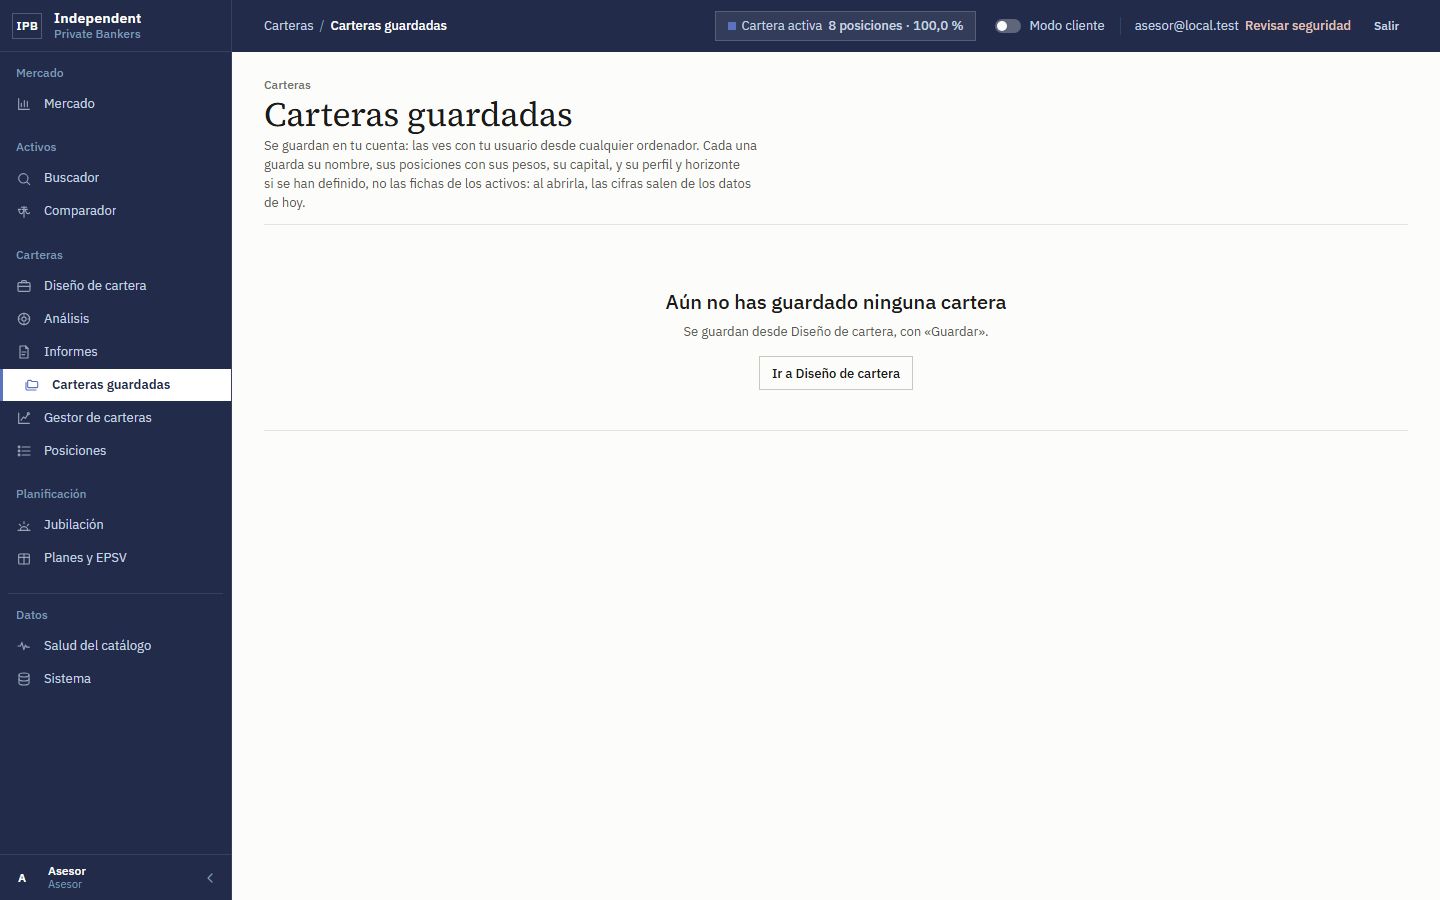 IPB
Independent
Private Bankers
Carteras / Carteras guardadas
Cartera activa 8 posiciones · 100,0 %
Modo cliente
asesor@local.test Revisar seguridad
Salir
Mercado
Mercado
Activos
Buscador
Comparador
Carteras
Diseño de cartera
Análisis
Informes
Carteras guardadas
Gestor de carteras
Posiciones
Planificación
Jubilación
Planes y EPSV
Datos
Salud del catálogo
Sistema
A
Asesor
Asesor
Carteras
Carteras guardadas
Se guardan en tu cuenta: las ves con tu usuario desde cualquier ordenador. Cada una
guarda su nombre, sus posiciones con sus pesos, su capital, y su perfil y horizonte
si se han definido, no las fichas de los activos: al abrirla, las cifras salen de los datos
de hoy.
Aún no has guardado ninguna cartera
Se guardan desde Diseño de cartera, con «Guardar».
Ir a Diseño de cartera